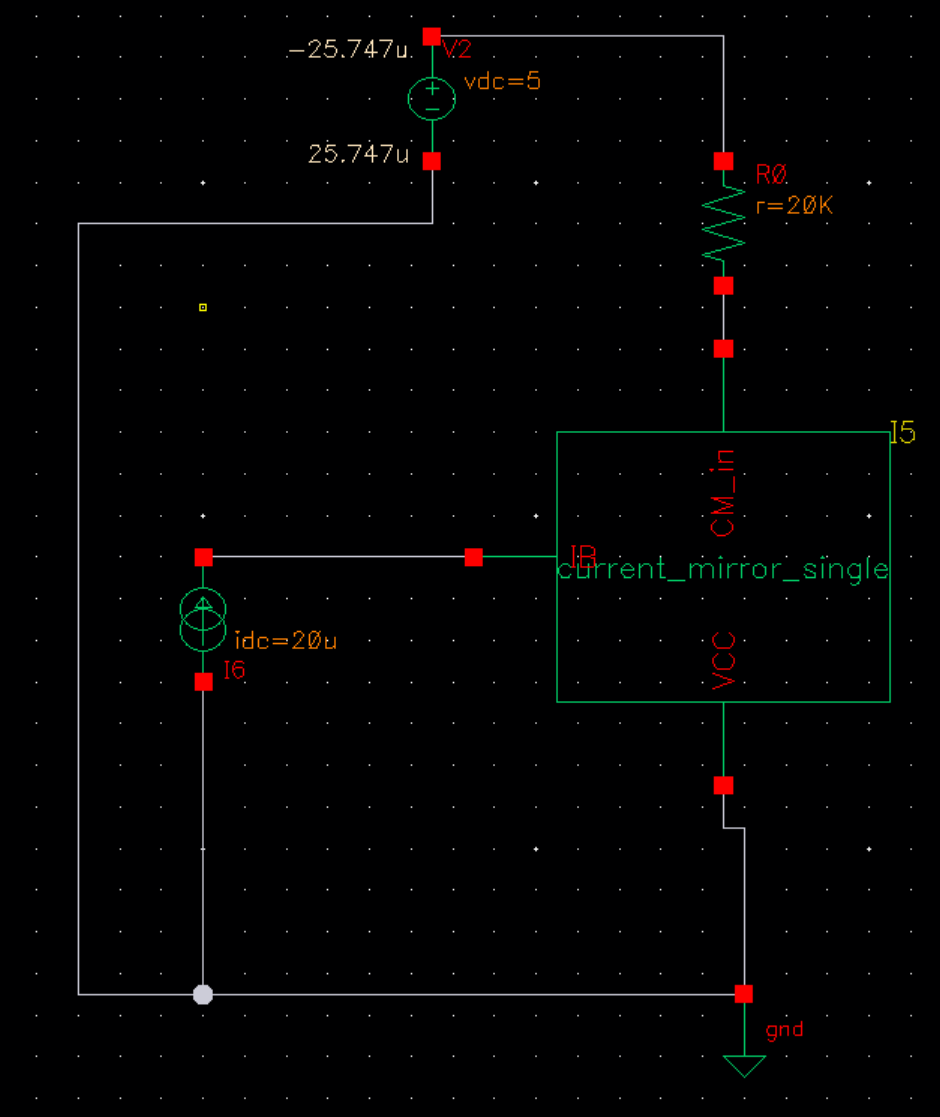 -25.747u
V2
vdc=5
+
-
25.747u
R0
r=20K
I5
CM_in
IB
current_mirror_single
idc=20u
VCC
I6
gnd